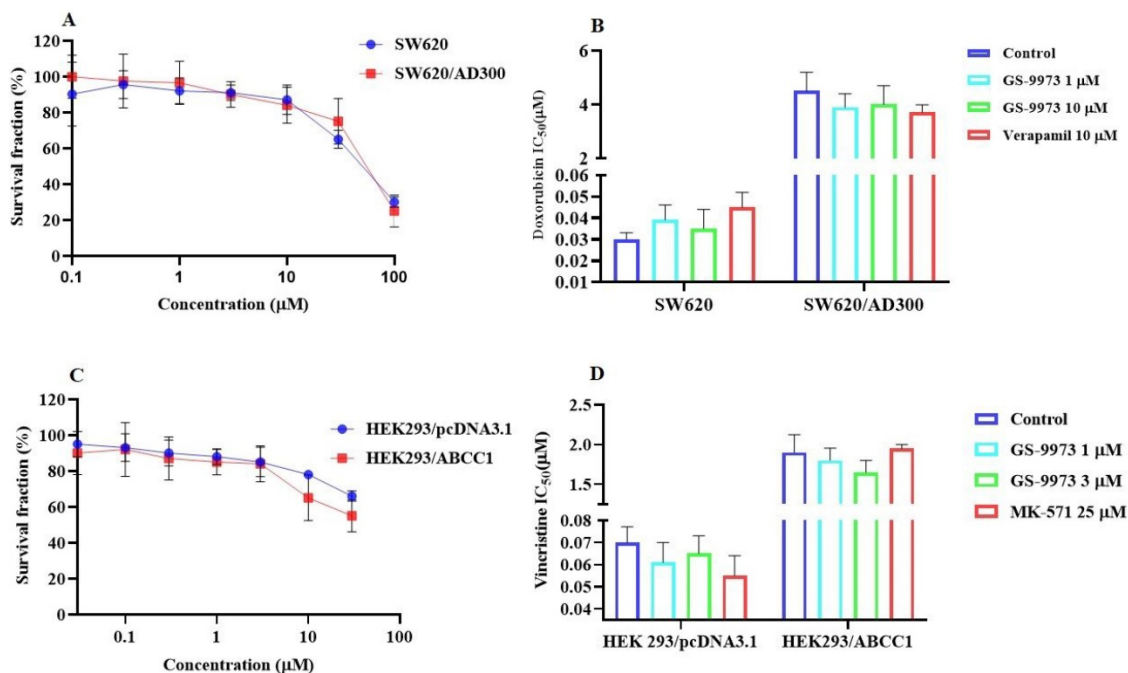 A
SW620
SW620/AD300
Survival fraction (%)
120
100
80
60
40
20
0
0.1
1
10
100
Concentration (μM)
B
Control
GS-9973 1 μM
GS-9973 10 μM
Verapamil 10 μM
Doxorubicin IC50(μM)
6
4
2
0.06
0.05
0.04
0.03
0.02
0.01
SW620
SW620/AD300
C
HEK293/pcDNA3.1
HEK293/ABCC1
Survival fraction (%)
120
100
80
60
40
20
0
0.1
1
10
100
Concentration (μM)
D
Control
GS-9973 1 μM
GS-9973 3 μM
MK-571 25 μM
Vincristine IC50(μM)
2.5
2.0
1.5
0.08
0.07
0.06
0.05
0.04
HEK 293/pcDNA3.1
HEK293/ABCC1